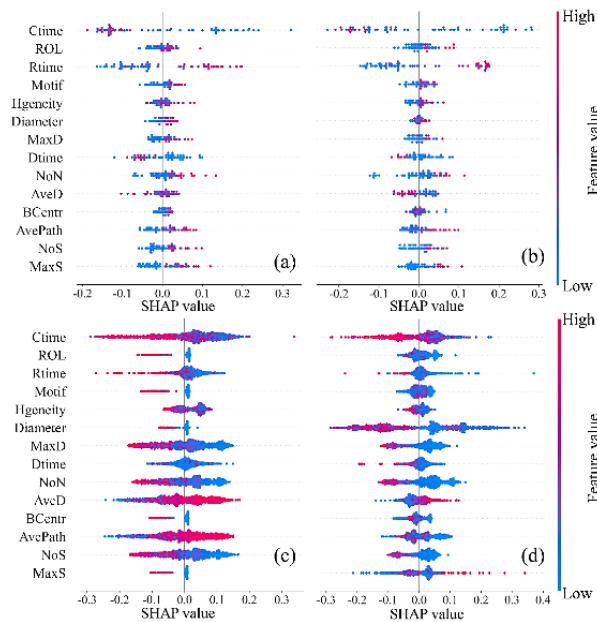 High
Ctime
ROL
Rtime
Motif
Hgeneity
Diameter
MaxD
Dtime
NoN
AveD
BCentr
AvePath
NoS
MaxS
(a)
(b)
Feature value
Low
-0.2 -0.1 0.0 0.1 0.2 0.3
-0.2 -0.1 0.0 0.1 0.2 0.3
SHAP value
SHAP value
High
Ctime
ROL
Rtime
Motif
Hgeneity
Diameter
MaxD
Dtime
NoN
AveD
BCentr
AvePath
NoS
MaxS
(c)
(d)
Feature value
Low
-0.3 -0.2 -0.1 0 0.1 0.2 0.3
-0.3 -0.2 -0.1 0.0 0.1 0.2 0.3 0.4
SHAP value
SHAP value